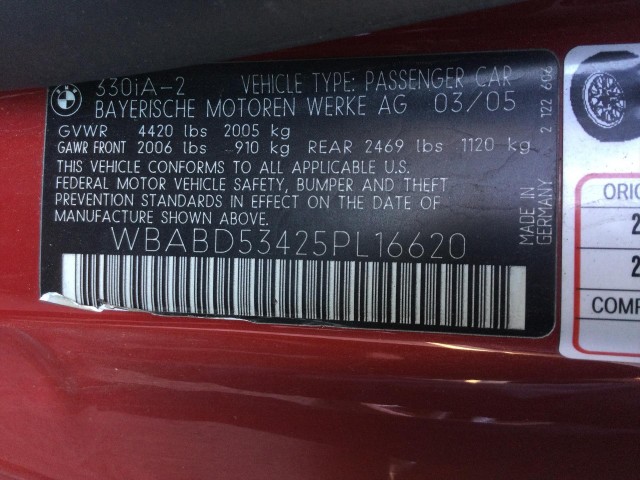 330iA-2 VEHICLE TYPE: PASSENGER CAR
BAYERISCHE MOTOREN WERKE AG 03/05
GVWR 4420 lbs 2005 kg
GAWR FRONT 2006 lbs 910 kg REAR 2469 lbs 1120 kg
THIS VEHICLE CONFORMS TO ALL APPLICABLE U.S.
FEDERAL MOTOR VEHICLE SAFETY, BUMPER AND THEFT
PREVENTION STANDARDS IN EFFECT ON THE DATE OF
MANUFACTURE SHOWN ABOVE.
WBABD53425PL16620
2 122 606
MADE IN
GERMANY
ORIG
2
2
COMP